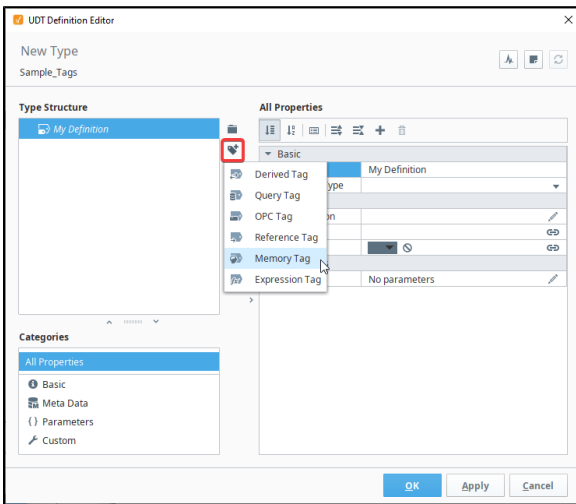 UDT Definition Editor
New Type
Sample_Tags
Type Structure
My Definition
All Properties
Basic
My Definition
ype
on
No parameters
Derived Tag
Query Tag
OPC Tag
Reference Tag
Memory Tag
Expression Tag
Categories
All Properties
Basic
Meta Data
Parameters
Custom
OK
Apply
Cancel